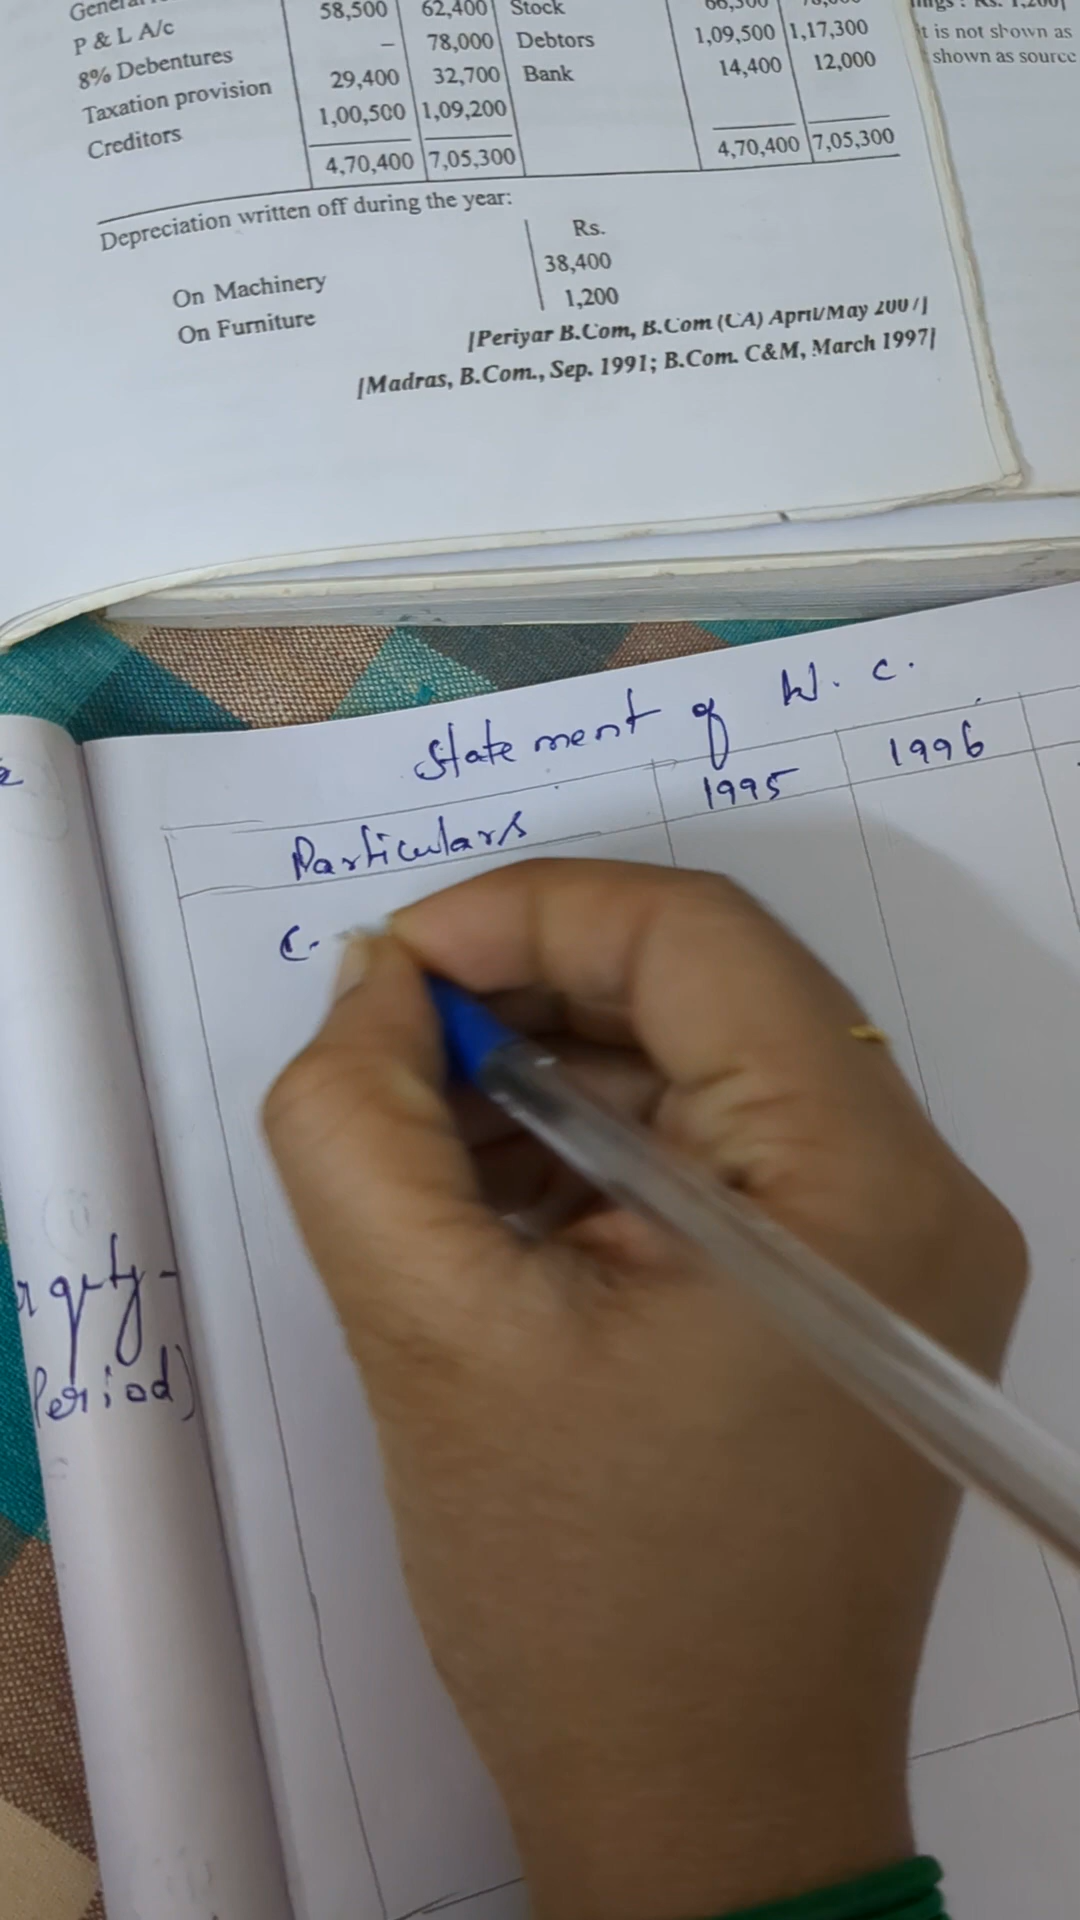 General
P & L A/c 58,500 62,400 Stock
8% Debentures – 78,000 Debtors 1,09,500 1,17,300
Taxation provision 29,400 32,700 Bank 14,400 12,000
Creditors 1,00,500 1,09,200
4,70,400 7,05,300 4,70,400 7,05,300
t is not shown as
shown as source
Depreciation written off during the year:
Rs.
On Machinery 38,400
On Furniture 1,200
[Periyar B.Com, B.Com (CA) April/May 2007]
[Madras, B.Com., Sep. 1991; B.Com. C&M, March 1997]
Statement of W. C.
Particulars 1995 1996
C.
Period)